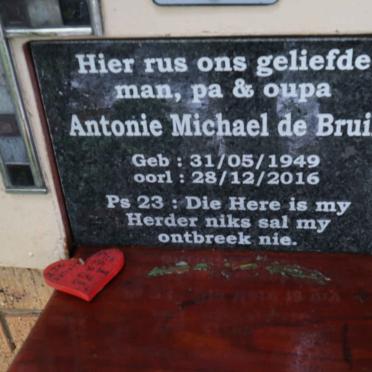 Hier rus ons geliefde
man, pa & oupa
Antonie Michael de Brui
Geb : 31/05/1949
oorl : 28/12/2016
Ps 23 : Die Here is my
Herder niks sal my
ontbreek nie.